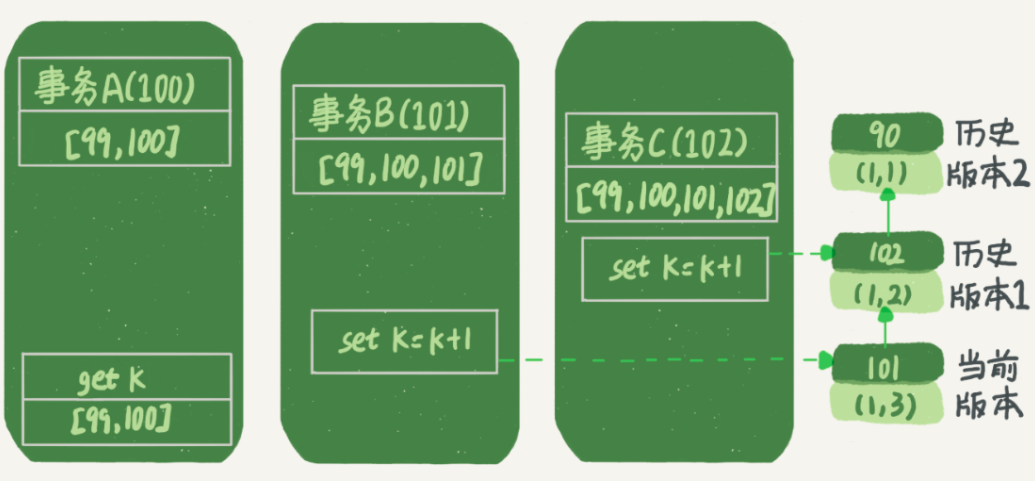 事务A(100)
[99,100]
get k
[99,100]
事务B(101)
[99,100,101]
set k=k+1
事务C(102)
[99,100,101,102]
set k=k+1
90
(1,1)
历史
版本2
102
(1,2)
历史
版本1
101
(1,3)
当前
版本